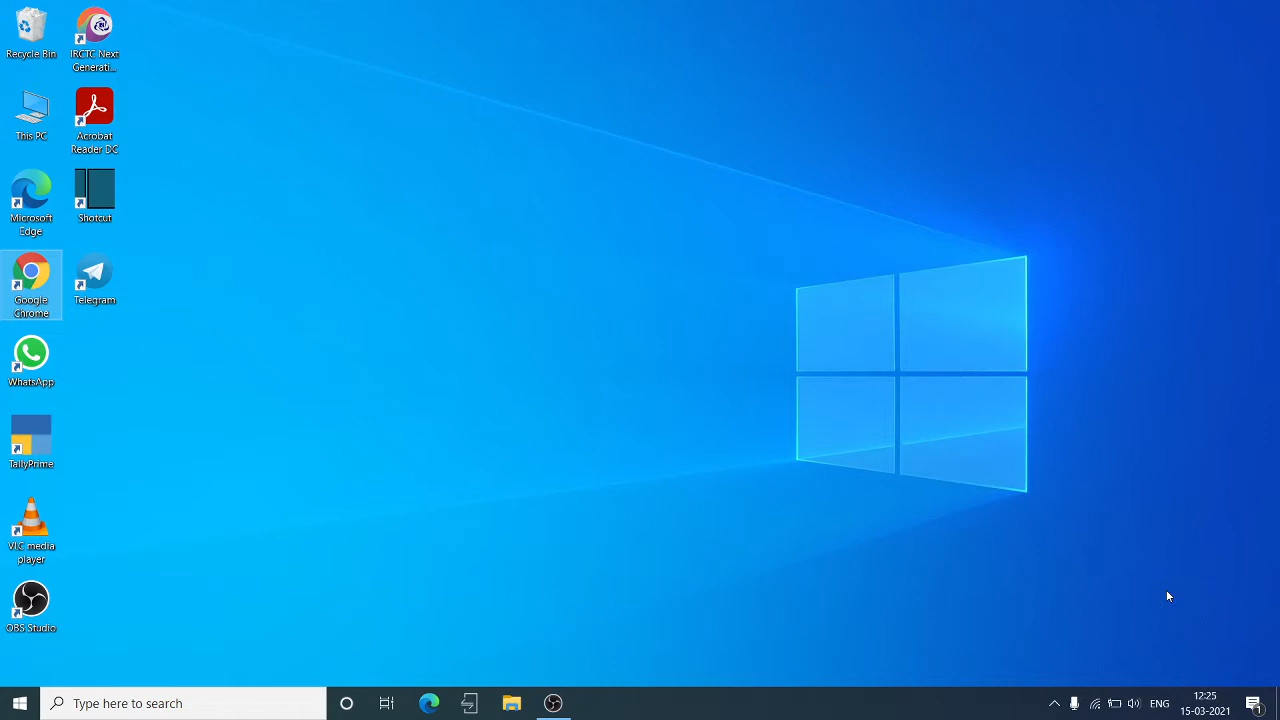 Recycle Bin
IRCTC Next
Generati...
This PC
Acrobat
Reader DC
Microsoft
Edge
Shotcut
Google
Chrome
Telegram
WhatsApp
TallyPrime
VLC media
player
OBS Studio
Type here to search
ENG
12:25
15-03-2021
1